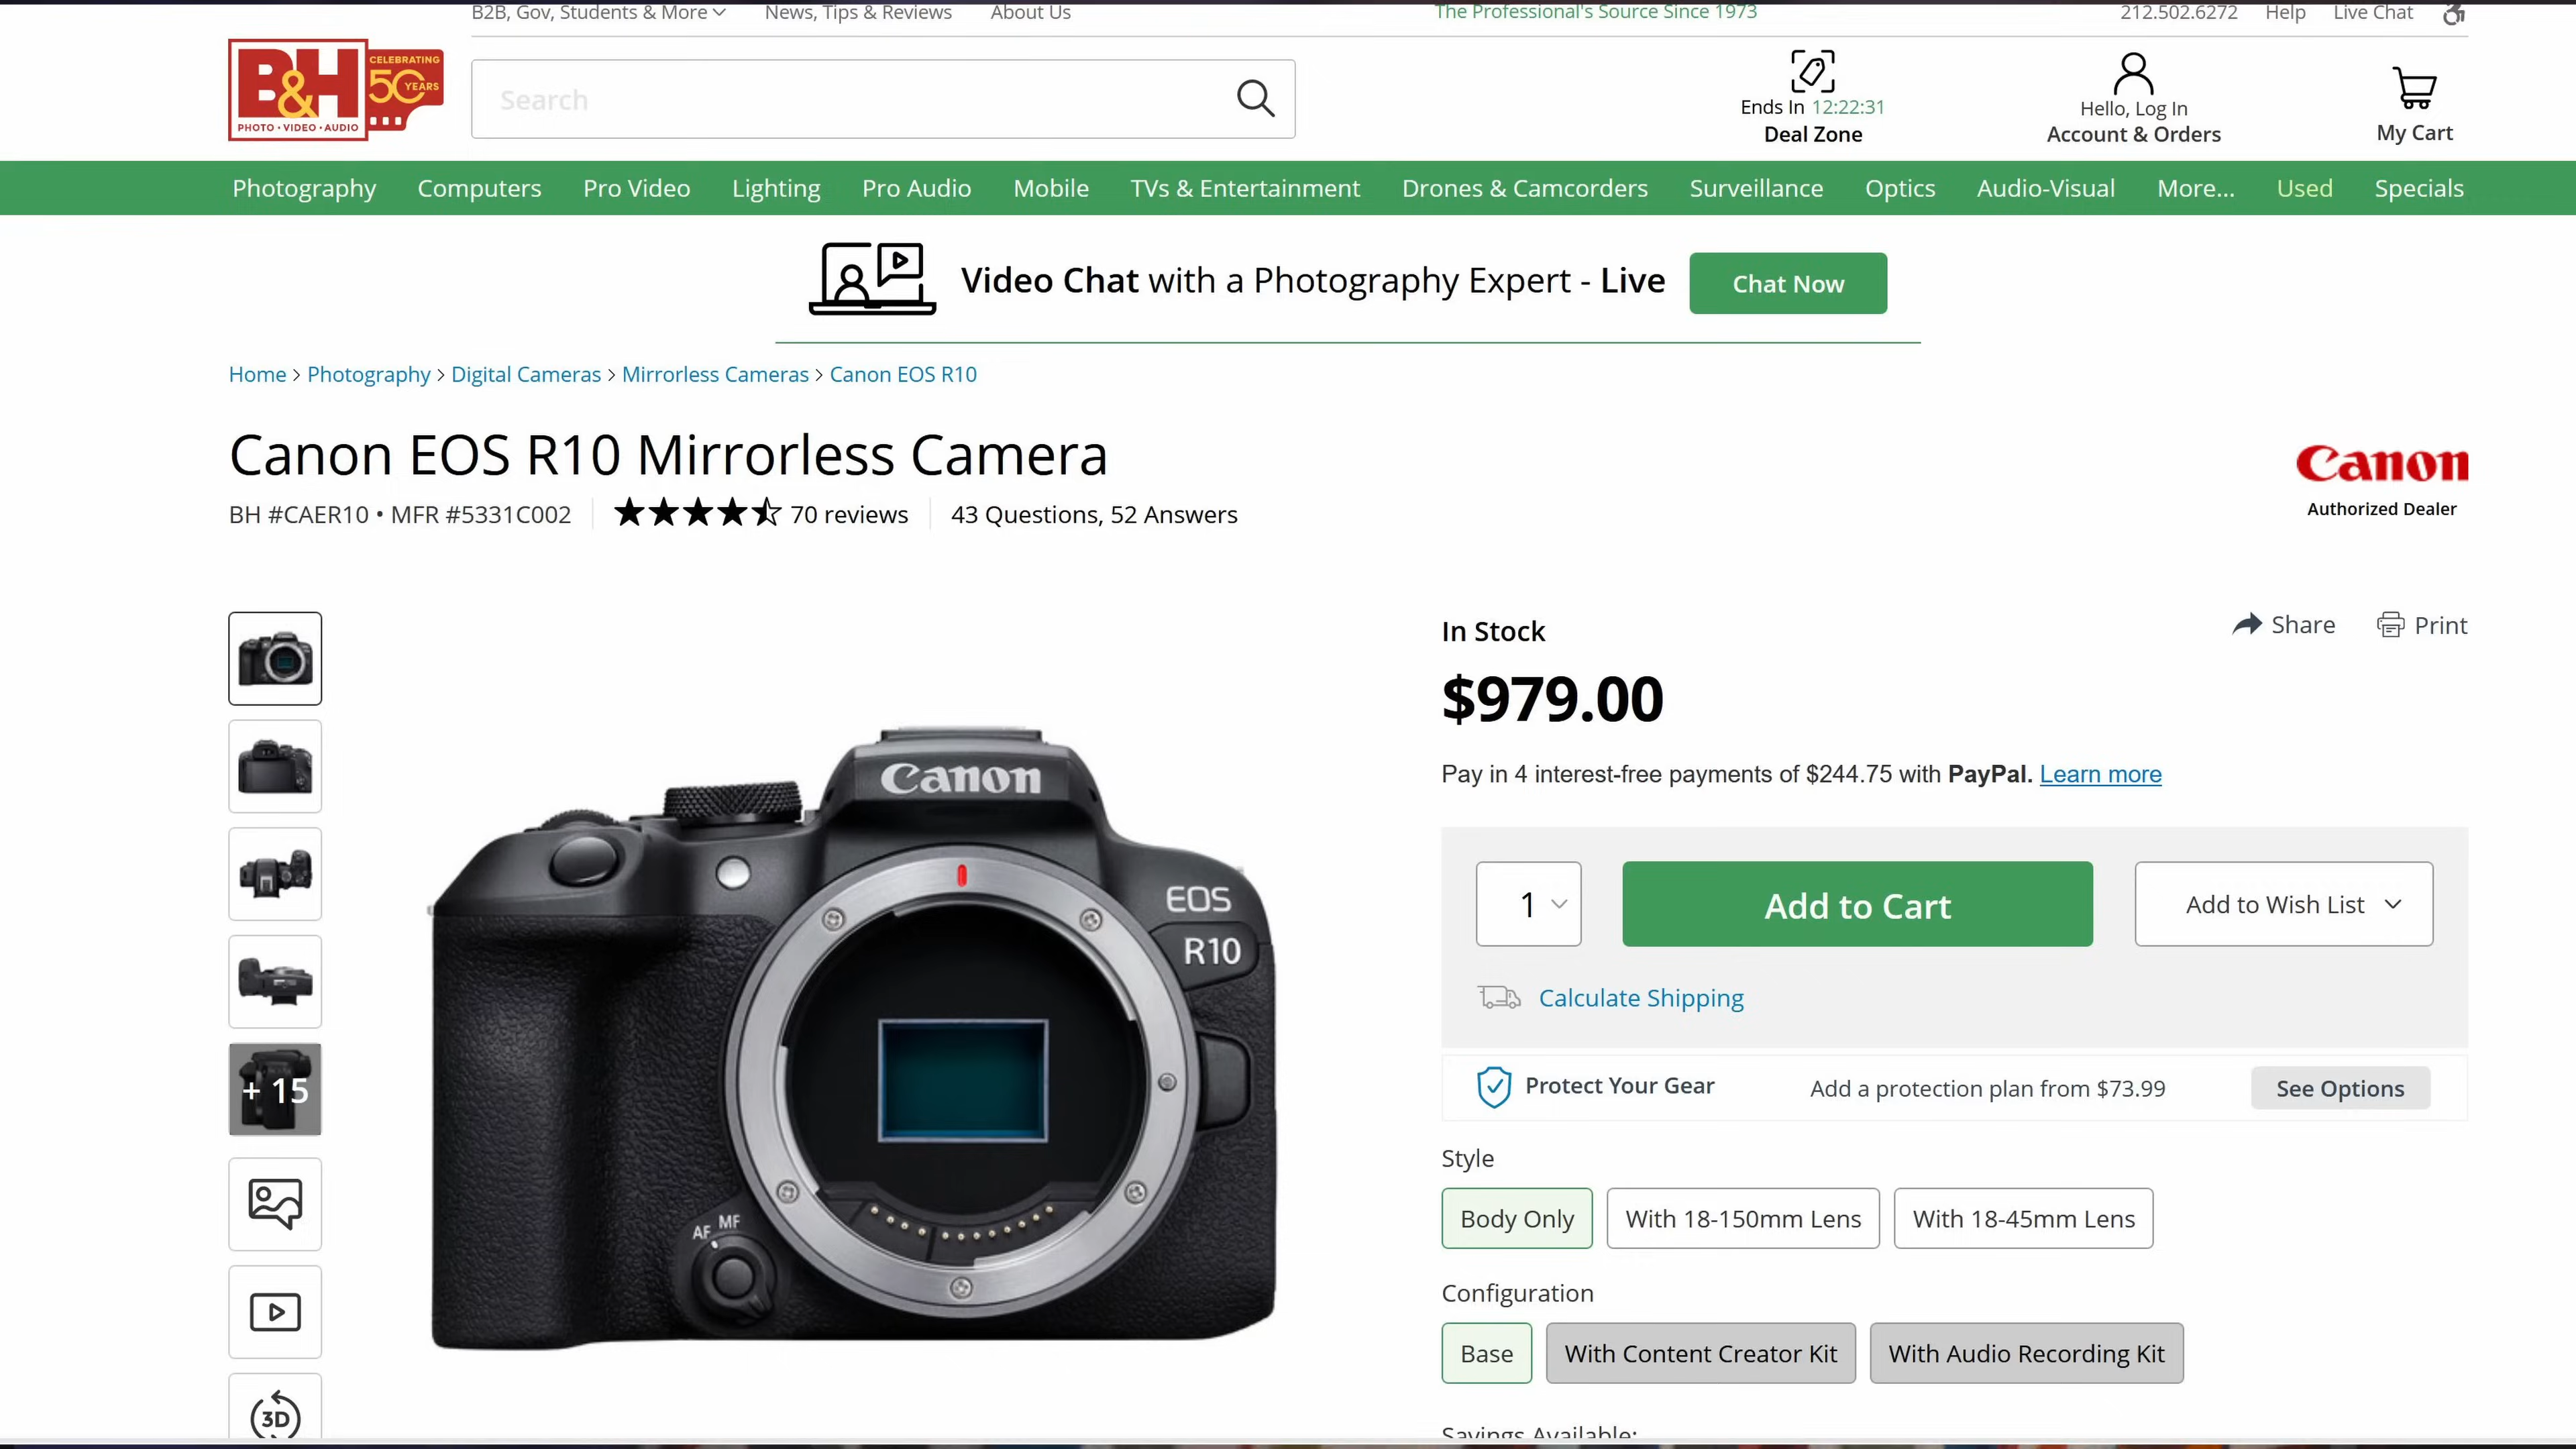 B2B, Gov, Students & More
News, Tips & Reviews
About Us
The Professional's Source Since 1973
212.502.6272
Help
Live Chat
B&H
PHOTO • VIDEO • AUDIO
CELEBRATING
50 YEARS
Search
Ends In 12:22:31
Deal Zone
Hello, Log In
Account & Orders
My Cart
Photography Computers Pro Video Lighting Pro Audio Mobile TVs & Entertainment Drones & Camcorders Surveillance Optics Audio-Visual More... Used Specials
Video Chat with a Photography Expert - Live
Chat Now
Home > Photography > Digital Cameras > Mirrorless Cameras > Canon EOS R10
Canon EOS R10 Mirrorless Camera
Canon
Authorized Dealer
BH #CAER10 • MFR #5331C002
70 reviews
43 Questions, 52 Answers
+ 15
3D
Canon
EOS
R10
AF MF
In Stock
Share
Print
$979.00
Pay in 4 interest-free payments of $244.75 with PayPal. Learn more
1
Add to Cart
Add to Wish List
Calculate Shipping
Protect Your Gear
Add a protection plan from $73.99
See Options
Style
Body Only
With 18-150mm Lens
With 18-45mm Lens
Configuration
Base
With Content Creator Kit
With Audio Recording Kit
Savings Available: